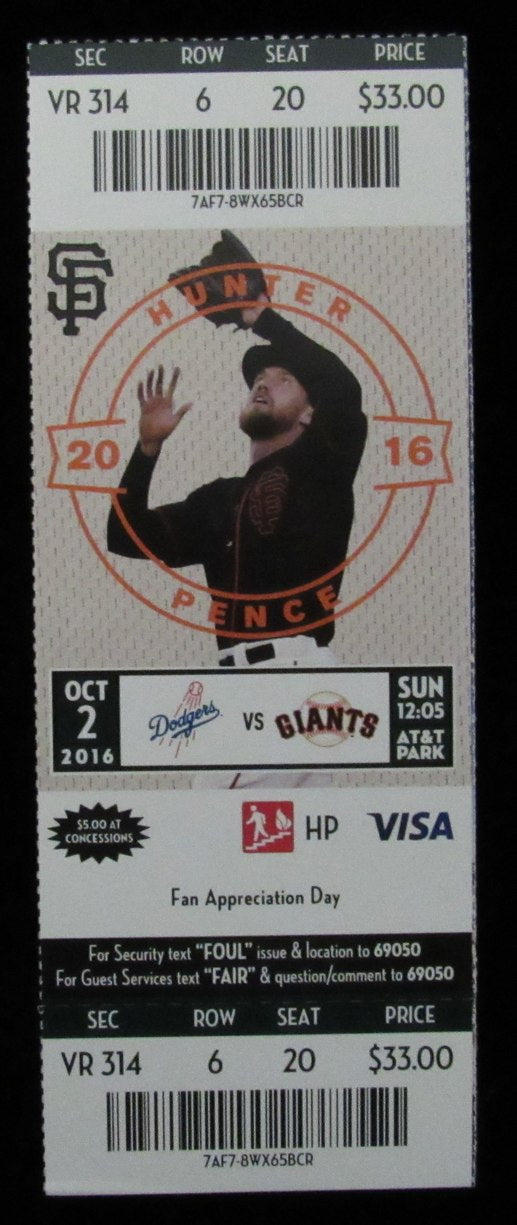 SEC ROW SEAT PRICE
VR 314 6 20 $33.00
7AF7-8WX65BCR
SF
HUNTER
20 16
PENCE
OCT
2
2016
Dodgers VS GIANTS
SUN
12:05
AT&T
PARK
$5.00 AT
CONCESSIONS
HP VISA
Fan Appreciation Day
For Security text "FOUL" issue & location to 69050
For Guest Services text "FAIR" & question/comment to 69050
SEC ROW SEAT PRICE
VR 314 6 20 $33.00
7AF7-8WX65BCR